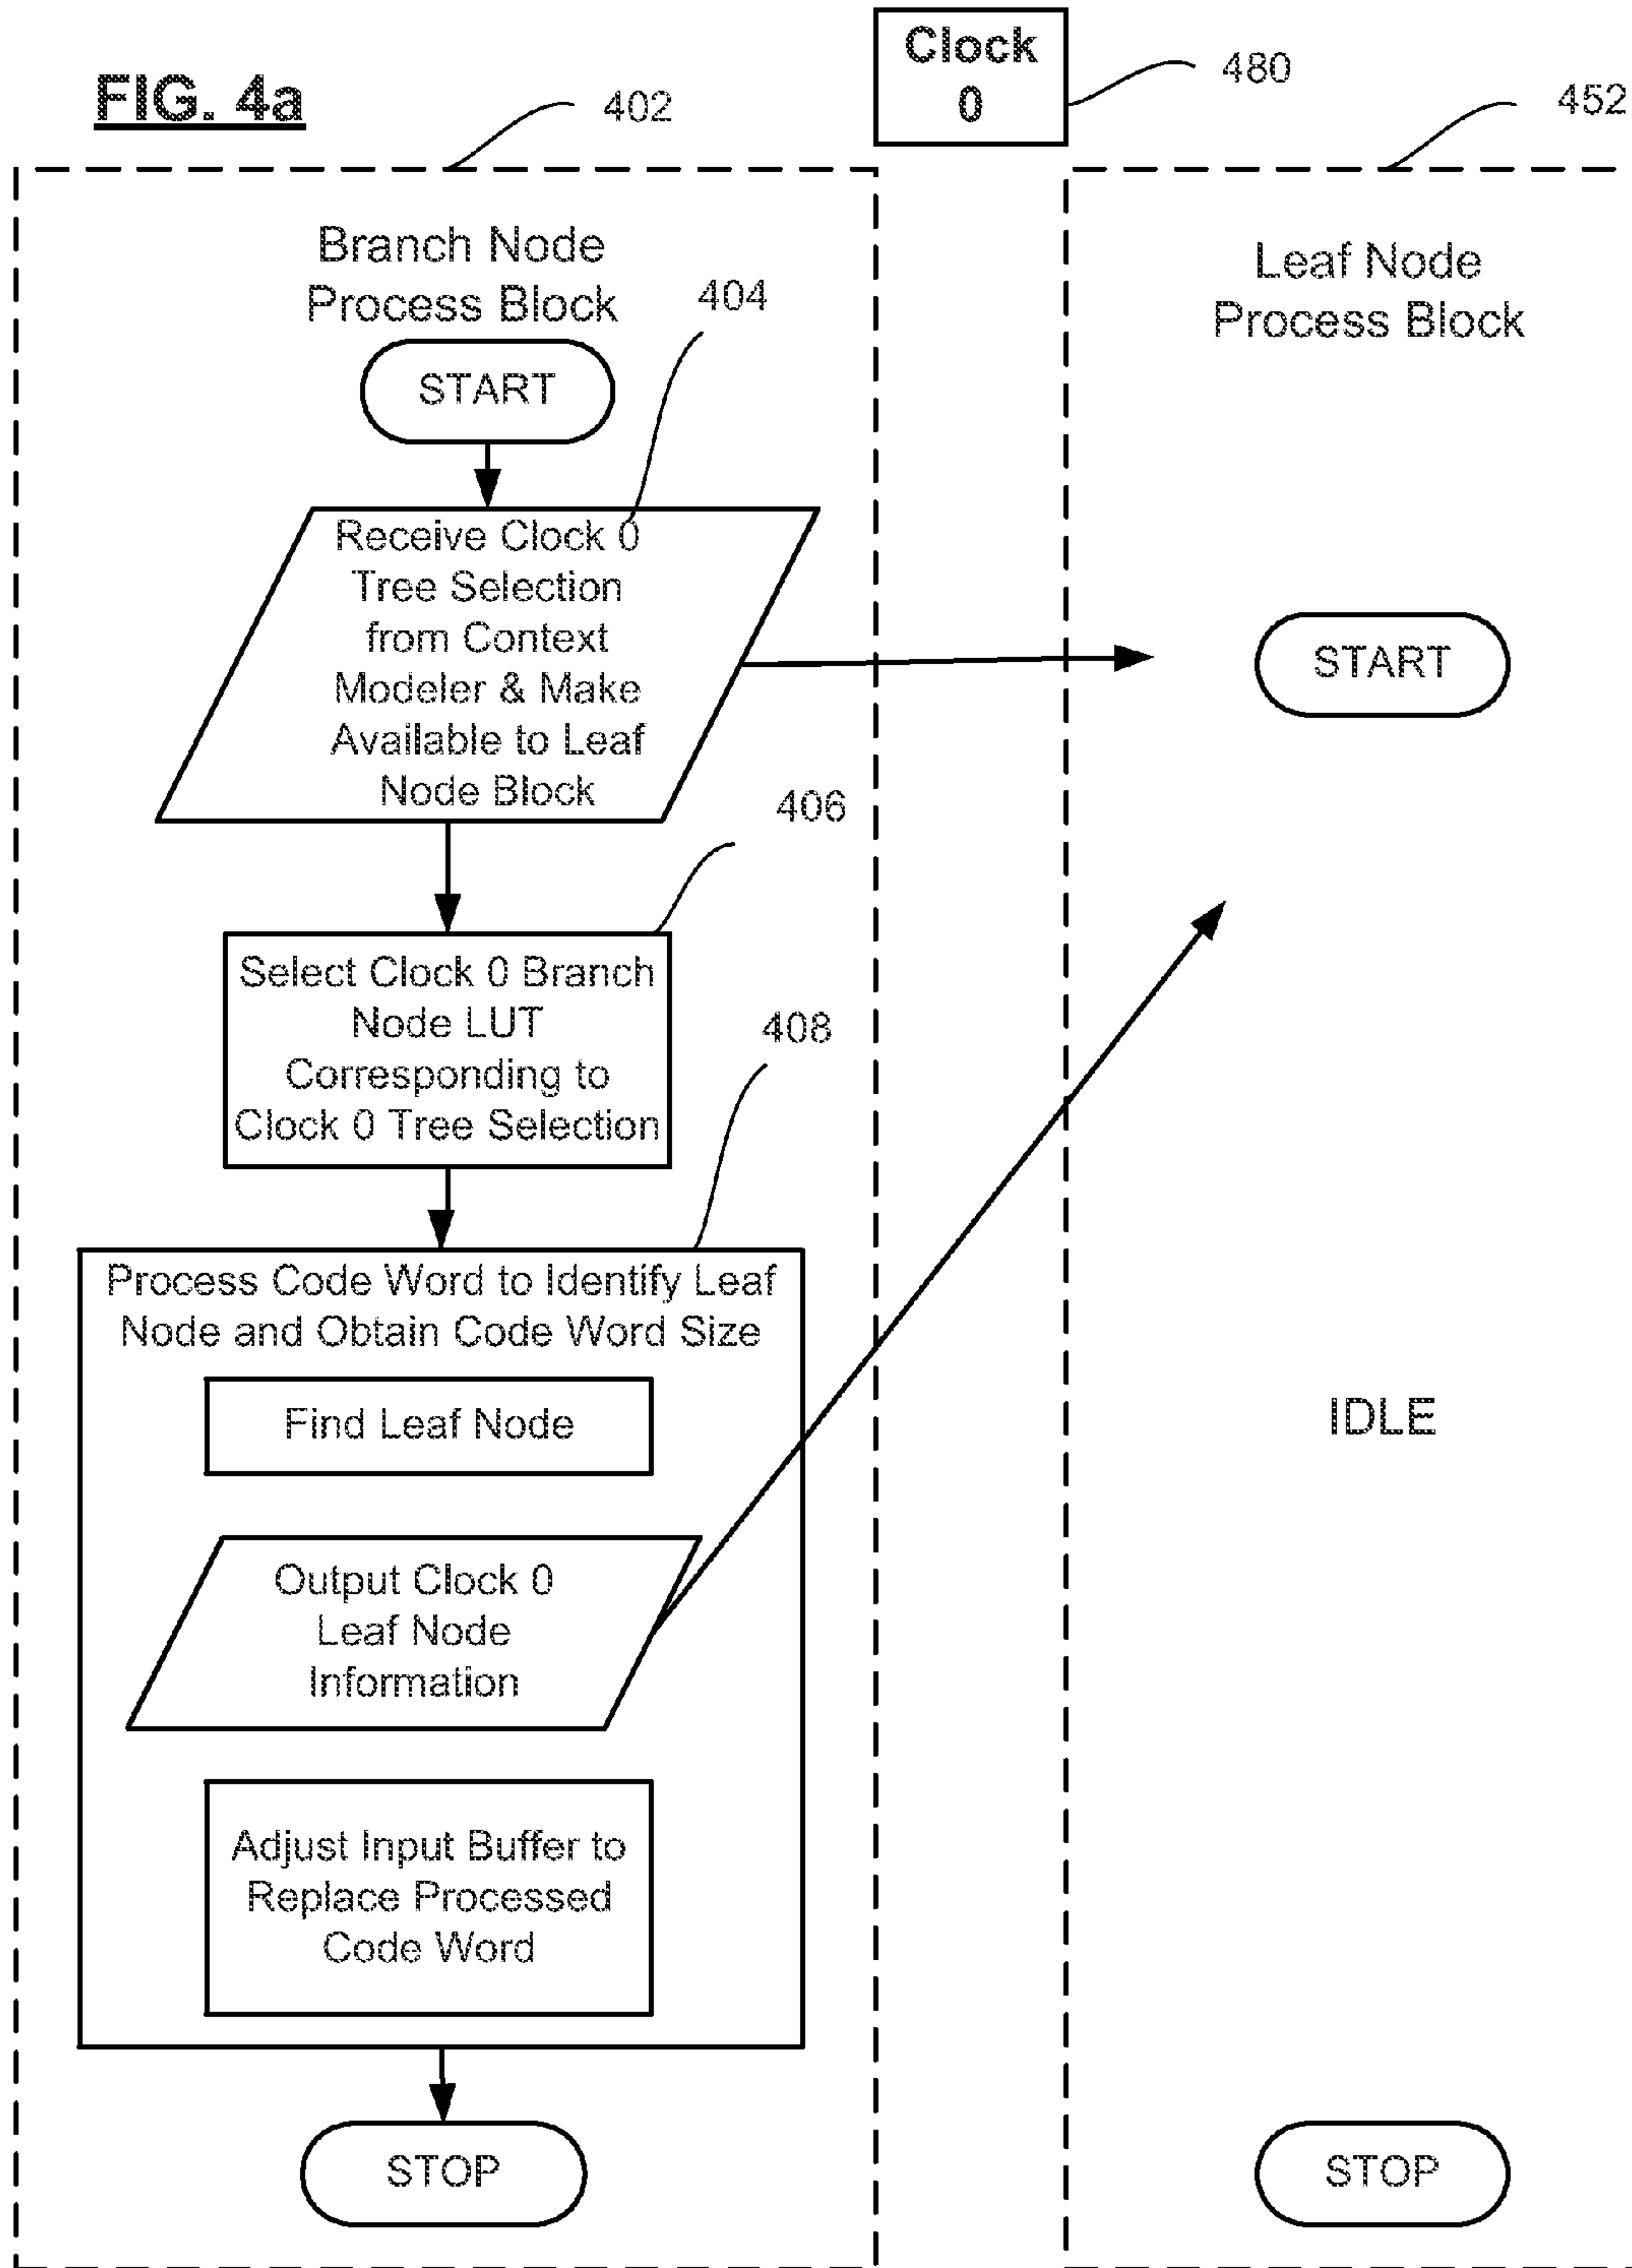 Clock
0
480
FIG. 4a
402
452
Branch Node
Process Block
404
START
Receive Clock 0
Tree Selection
from Context
Modeler & Make
Available to Leaf
Node Block
406
Select Clock 0 Branch
Node LUT
Corresponding to
Clock 0 Tree Selection
408
Process Code Word to Identify Leaf
Node and Obtain Code Word Size
Find Leaf Node
Output Clock 0
Leaf Node
Information
Adjust Input Buffer to
Replace Processed
Code Word
STOP
Leaf Node
Process Block
START
IDLE
STOP